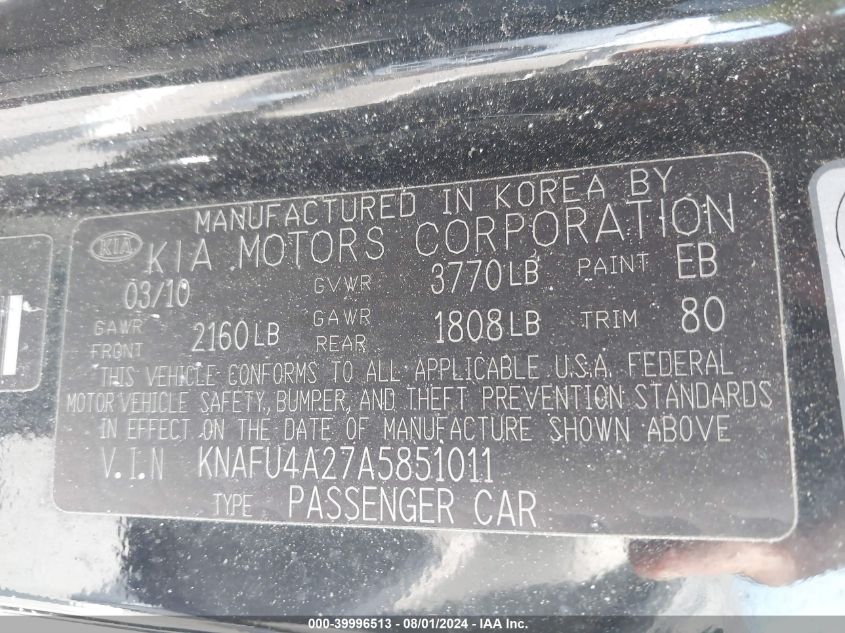 MANUFACTURED IN KOREA BY
KIA KIA MOTORS CORPORATION
03/10 GVWR 3770LB PAINT EB
GAWR FRONT 2160LB GAWR REAR 1808LB TRIM 80
THIS VEHICLE CONFORMS TO ALL APPLICABLE U.S.A. FEDERAL
MOTOR VEHICLE SAFETY, BUMPER, AND THEFT PREVENTION STANDARDS
IN EFFECT ON THE DATE OF MANUFACTURE SHOWN ABOVE
V.I.N KNAFU4A27A5851011
TYPE PASSENGER CAR
000-39996513 - 08/01/2024 - IAA Inc.